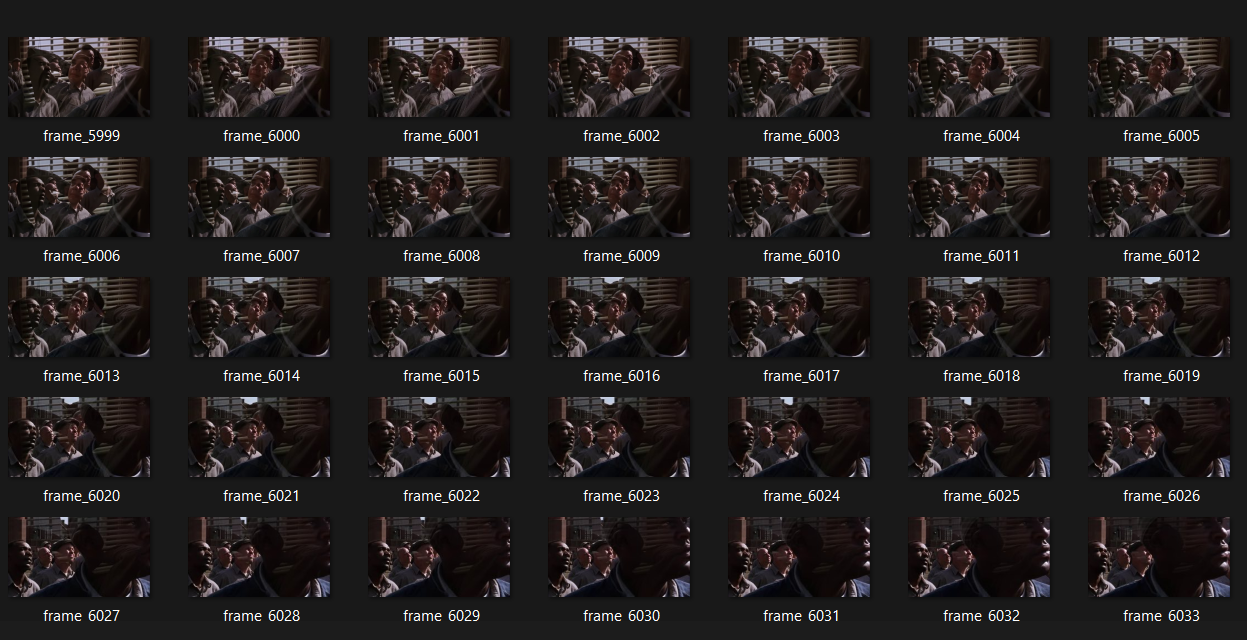 frame_5999 frame_6000 frame_6001 frame_6002 frame_6003 frame_6004 frame_6005
frame_6006 frame_6007 frame_6008 frame_6009 frame_6010 frame_6011 frame_6012
frame_6013 frame_6014 frame_6015 frame_6016 frame_6017 frame_6018 frame_6019
frame_6020 frame_6021 frame_6022 frame_6023 frame_6024 frame_6025 frame_6026
frame_6027 frame_6028 frame_6029 frame_6030 frame_6031 frame_6032 frame_6033